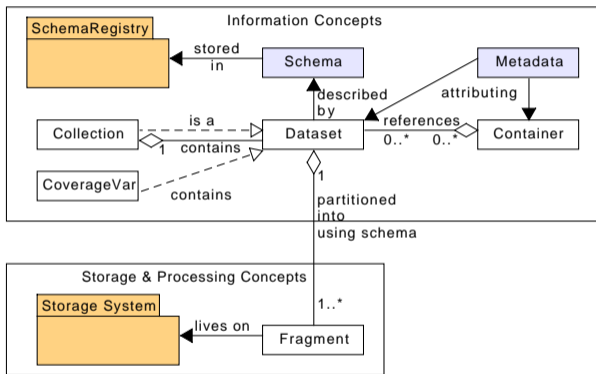 Information Concepts
SchemaRegistry
stored
in
Schema
Metadata
described
by
attributing
is a
Collection
1
contains
Dataset
references
0..*
0..*
Container
CoverageVar
contains
1
partitioned
into
using schema
Storage & Processing Concepts
1..*
Storage System
lives on
Fragment